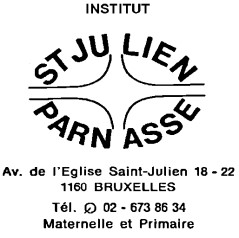 INSTITUT
ST JULIEN
PARNASSE
Av. de l'Eglise Saint-Julien 18 - 22
1160 BRUXELLES
Tél. 02 - 673 86 34
Maternelle et Primaire